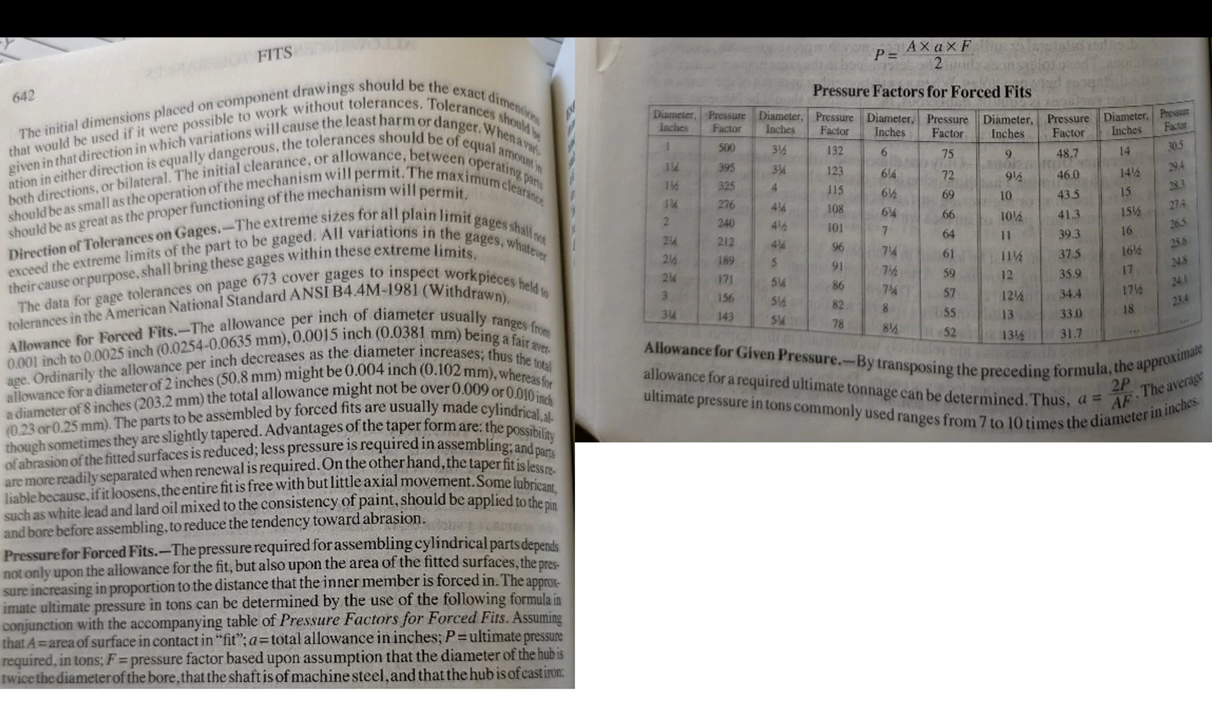 FITS
642
The initial dimensions placed on component drawings should be the exact dimensions
that would be used if it were possible to work without tolerances. Tolerances should be
given in that direction in which variations will cause the least harm or danger. When a vari-
ation in either direction is equally dangerous, the tolerances should be of equal amount in
both directions, or bilateral. The initial clearance, or allowance, between operating parts
should be as small as the operation of the mechanism will permit. The maximum clearance
should be as great as the proper functioning of the mechanism will permit.
Direction of Tolerances on Gages.—The extreme sizes for all plain limit gages shall not
exceed the extreme limits of the part to be gaged. All variations in the gages, whatever
their cause or purpose, shall bring these gages within these extreme limits.
The data for gage tolerances on page 673 cover gages to inspect workpieces held to
tolerances in the American National Standard ANSI B4.4M-1981 (Withdrawn).
Allowance for Forced Fits.—The allowance per inch of diameter usually ranges from
0.001 inch to 0.0025 inch (0.0254-0.0635 mm), 0.0015 inch (0.0381 mm) being a fair aver-
age. Ordinarily the allowance per inch decreases as the diameter increases; thus the total
allowance for a diameter of 2 inches (50.8 mm) might be 0.004 inch (0.102 mm), whereas for
a diameter of 8 inches (203.2 mm) the total allowance might not be over 0.009 or 0.010 inch
(0.23 or 0.25 mm). The parts to be assembled by forced fits are usually made cylindrical, al-
though sometimes they are slightly tapered. Advantages of the taper form are: the possibility
of abrasion of the fitted surfaces is reduced; less pressure is required in assembling; and parts
are more readily separated when renewal is required. On the other hand, the taper fit is less re-
liable because, if it loosens, the entire fit is free with but little axial movement. Some lubricant,
such as white lead and lard oil mixed to the consistency of paint, should be applied to the pin
and bore before assembling, to reduce the tendency toward abrasion.
Pressure for Forced Fits.—The pressure required for assembling cylindrical parts depends
not only upon the allowance for the fit, but also upon the area of the fitted surfaces, the pres-
sure increasing in proportion to the distance that the inner member is forced in. The approx-
imate ultimate pressure in tons can be determined by the use of the following formula in
conjunction with the accompanying table of Pressure Factors for Forced Fits. Assuming
that A = area of surface in contact in "fit"; a = total allowance in inches; P = ultimate pressure
required, in tons; F = pressure factor based upon assumption that the diameter of the hub is
twice the diameter of the bore, that the shaft is of machine steel, and that the hub is of cast iron:
P = A × a × F / 2
Pressure Factors for Forced Fits
Diameter, Inches Pressure Factor Diameter, Inches Pressure Factor Diameter, Inches Pressure Factor Diameter, Inches Pressure Factor Diameter, Inches Pressure Factor
1 500 3½ 132 6 75 9 48.7 14 30.5
1¼ 395 3¾ 123 6¼ 72 9½ 46.0 14½ 29.4
1½ 325 4 115 6½ 69 10 43.5 15 28.3
1¾ 276 4¼ 108 6¾ 66 10½ 41.3 15½ 27.4
2 240 4½ 101 7 64 11 39.3 16 26.5
2¼ 212 4¾ 96 7¼ 61 11½ 37.5 16½ 25.6
2½ 189 5 91 7½ 59 12 35.9 17 24.8
2¾ 171 5¼ 86 7¾ 57 12½ 34.4 17½ 24.1
3 156 5½ 82 8 55 13 33.0 18 23.4
3¼ 143 5¾ 78 8½ 52 13½ 31.7 ... ...
Allowance for Given Pressure.—By transposing the preceding formula, the approximate
allowance for a required ultimate tonnage can be determined. Thus, a = 2P / AF. The average
ultimate pressure in tons commonly used ranges from 7 to 10 times the diameter in inches.